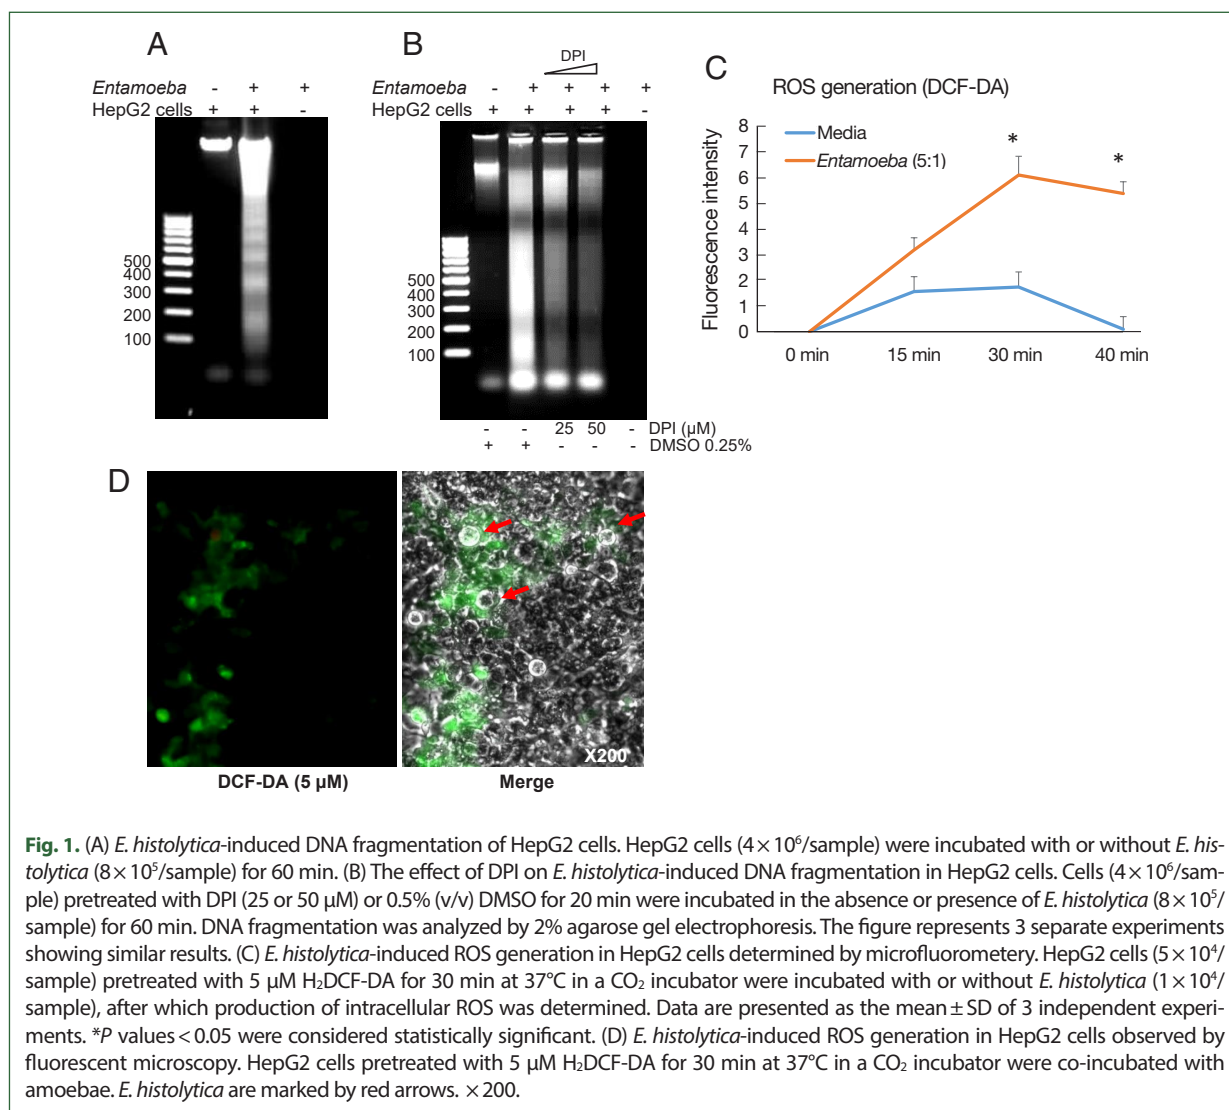 A
Entamoeba - + +
HepG2 cells + + -
500
400
300
200
100
B
DPI
Entamoeba - + + + +
HepG2 cells + + + + -
500
400
300
200
100
- - 25 50 - DPI (µM)
+ + - - - DMSO 0.25%
C
ROS generation (DCF-DA)
Fluorescence intensity
8
7
6
5
4
3
2
1
0
Media
Entamoeba (5:1)
*
*
0 min 15 min 30 min 40 min
D
X200
DCF-DA (5 µM) Merge
Fig. 1. (A) E. histolytica-induced DNA fragmentation of HepG2 cells. HepG2 cells (4×10⁶/sample) were incubated with or without E. his-
tolytica (8×10⁵/sample) for 60 min. (B) The effect of DPI on E. histolytica-induced DNA fragmentation in HepG2 cells. Cells (4×10⁶/sam-
ple) pretreated with DPI (25 or 50 µM) or 0.5% (v/v) DMSO for 20 min were incubated in the absence or presence of E. histolytica (8×10⁵/
sample) for 60 min. DNA fragmentation was analyzed by 2% agarose gel electrophoresis. The figure represents 3 separate experiments
showing similar results. (C) E. histolytica-induced ROS generation in HepG2 cells determined by microfluorometery. HepG2 cells (5×10⁴/
sample) pretreated with 5 µM H₂DCF-DA for 30 min at 37°C in a CO₂ incubator were incubated with or without E. histolytica (1×10⁴/
sample), after which production of intracellular ROS was determined. Data are presented as the mean±SD of 3 independent experi-
ments. *P values<0.05 were considered statistically significant. (D) E. histolytica-induced ROS generation in HepG2 cells observed by
fluorescent microscopy. HepG2 cells pretreated with 5 µM H₂DCF-DA for 30 min at 37°C in a CO₂ incubator were co-incubated with
amoebae. E. histolytica are marked by red arrows. ×200.